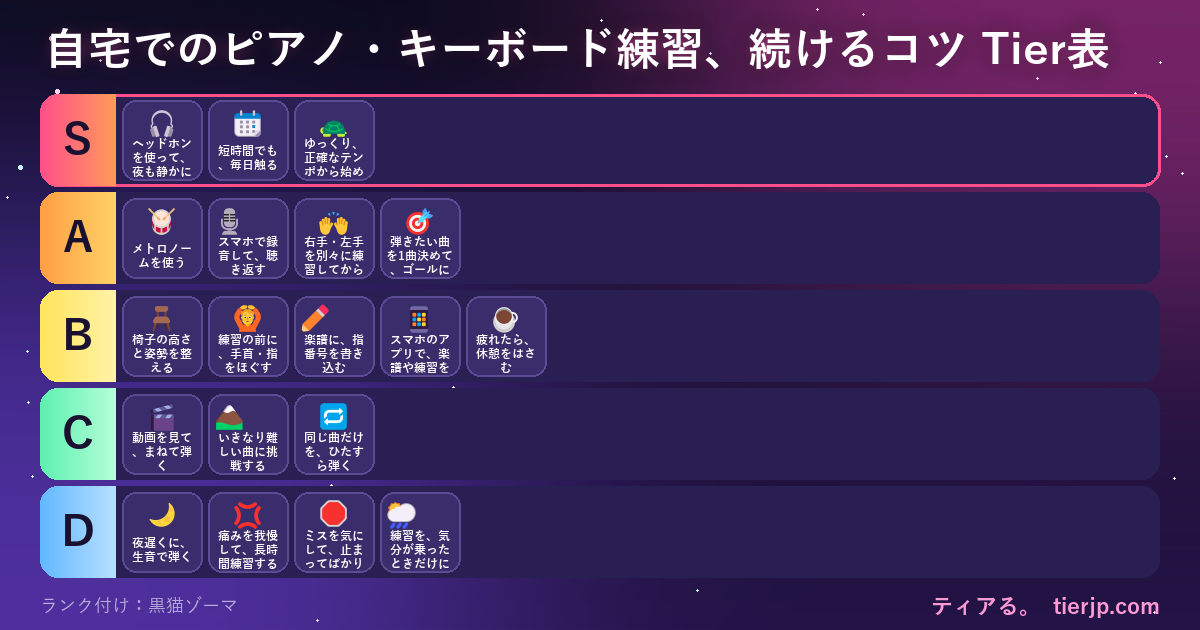 自宅でのピアノ・キーボード練習、続けるコツ Tier表
S
ヘッドホン
を使って、
夜も静かに
短時間でも
、毎日触る
ゆっくり、
正確なテン
ポから始め
A
メトロノー
ムを使う
スマホで録
音して、聴
き返す
右手・左手
を別々に練
習してから
弾きたい曲
を1曲決めて
、ゴールに
B
椅子の高さ
と姿勢を整
える
練習の前に
、手首・指
をほぐす
楽譜に、指
番号を書き
込む
スマホのア
プリで、楽
譜や練習を
疲れたら、
休憩をはさ
む
C
動画を見て
、まねて弾
く
いきなり難
しい曲に挑
戦する
同じ曲だけ
を、ひたす
ら弾く
D
夜遅くに、
生音で弾く
痛みを我慢
して、長時
間練習する
ミスを気に
して、止ま
ってばかり
練習を、気
分が乗った
ときだけに
ランク付け：黒猫ゾーマ
ティアる。 tierjp.com